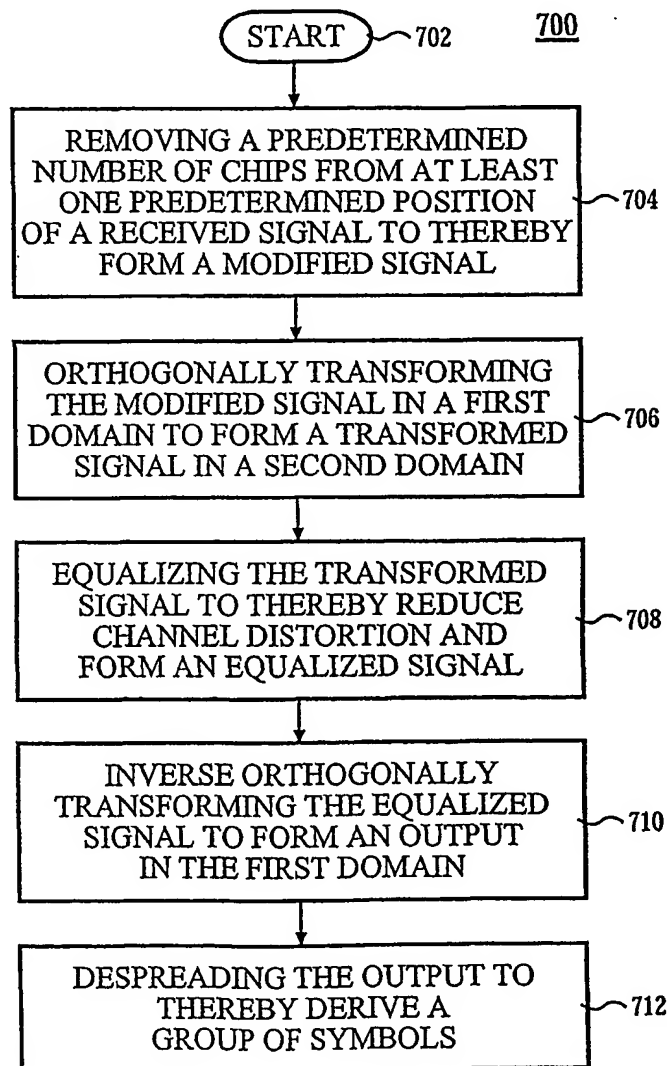 START
702
700
REMOVING A PREDETERMINED
NUMBER OF CHIPS FROM AT LEAST
ONE PREDETERMINED POSITION
OF A RECEIVED SIGNAL TO THEREBY
FORM A MODIFIED SIGNAL
704
ORTHOGONALLY TRANSFORMING
THE MODIFIED SIGNAL IN A FIRST
DOMAIN TO FORM A TRANSFORMED
SIGNAL IN A SECOND DOMAIN
706
EQUALIZING THE TRANSFORMED
SIGNAL TO THEREBY REDUCE
CHANNEL DISTORTION AND
FORM AN EQUALIZED SIGNAL
708
INVERSE ORTHOGONALLY
TRANSFORMING THE EQUALIZED
SIGNAL TO FORM AN OUTPUT
IN THE FIRST DOMAIN
710
DESPREADING THE OUTPUT TO
THEREBY DERIVE A
GROUP OF SYMBOLS
712